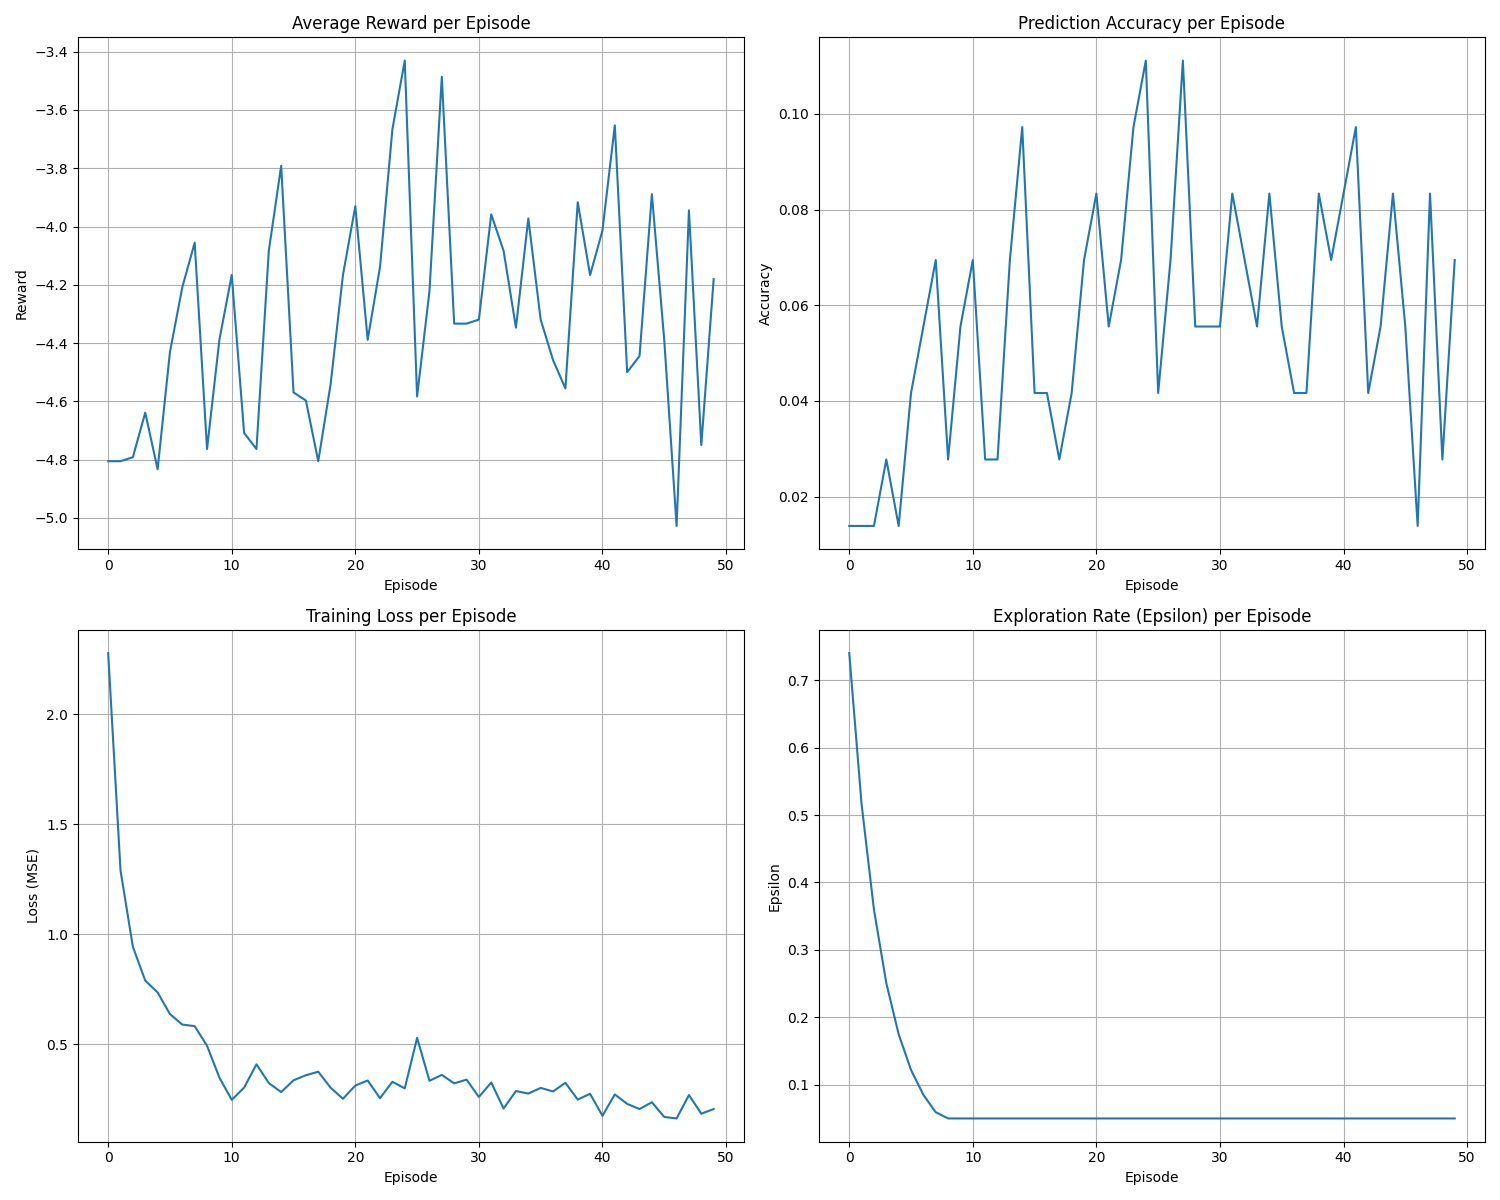 Average Reward per Episode
−3.4
−3.6
−3.8
−4.0
−4.2
−4.4
−4.6
−4.8
−5.0
Reward
0 10 20 30 40 50
Episode
Prediction Accuracy per Episode
0.10
0.08
0.06
0.04
0.02
Accuracy
0 10 20 30 40 50
Episode
Training Loss per Episode
2.0
1.5
1.0
0.5
Loss (MSE)
0 10 20 30 40 50
Episode
Exploration Rate (Epsilon) per Episode
0.7
0.6
0.5
0.4
0.3
0.2
0.1
Epsilon
0 10 20 30 40 50
Episode